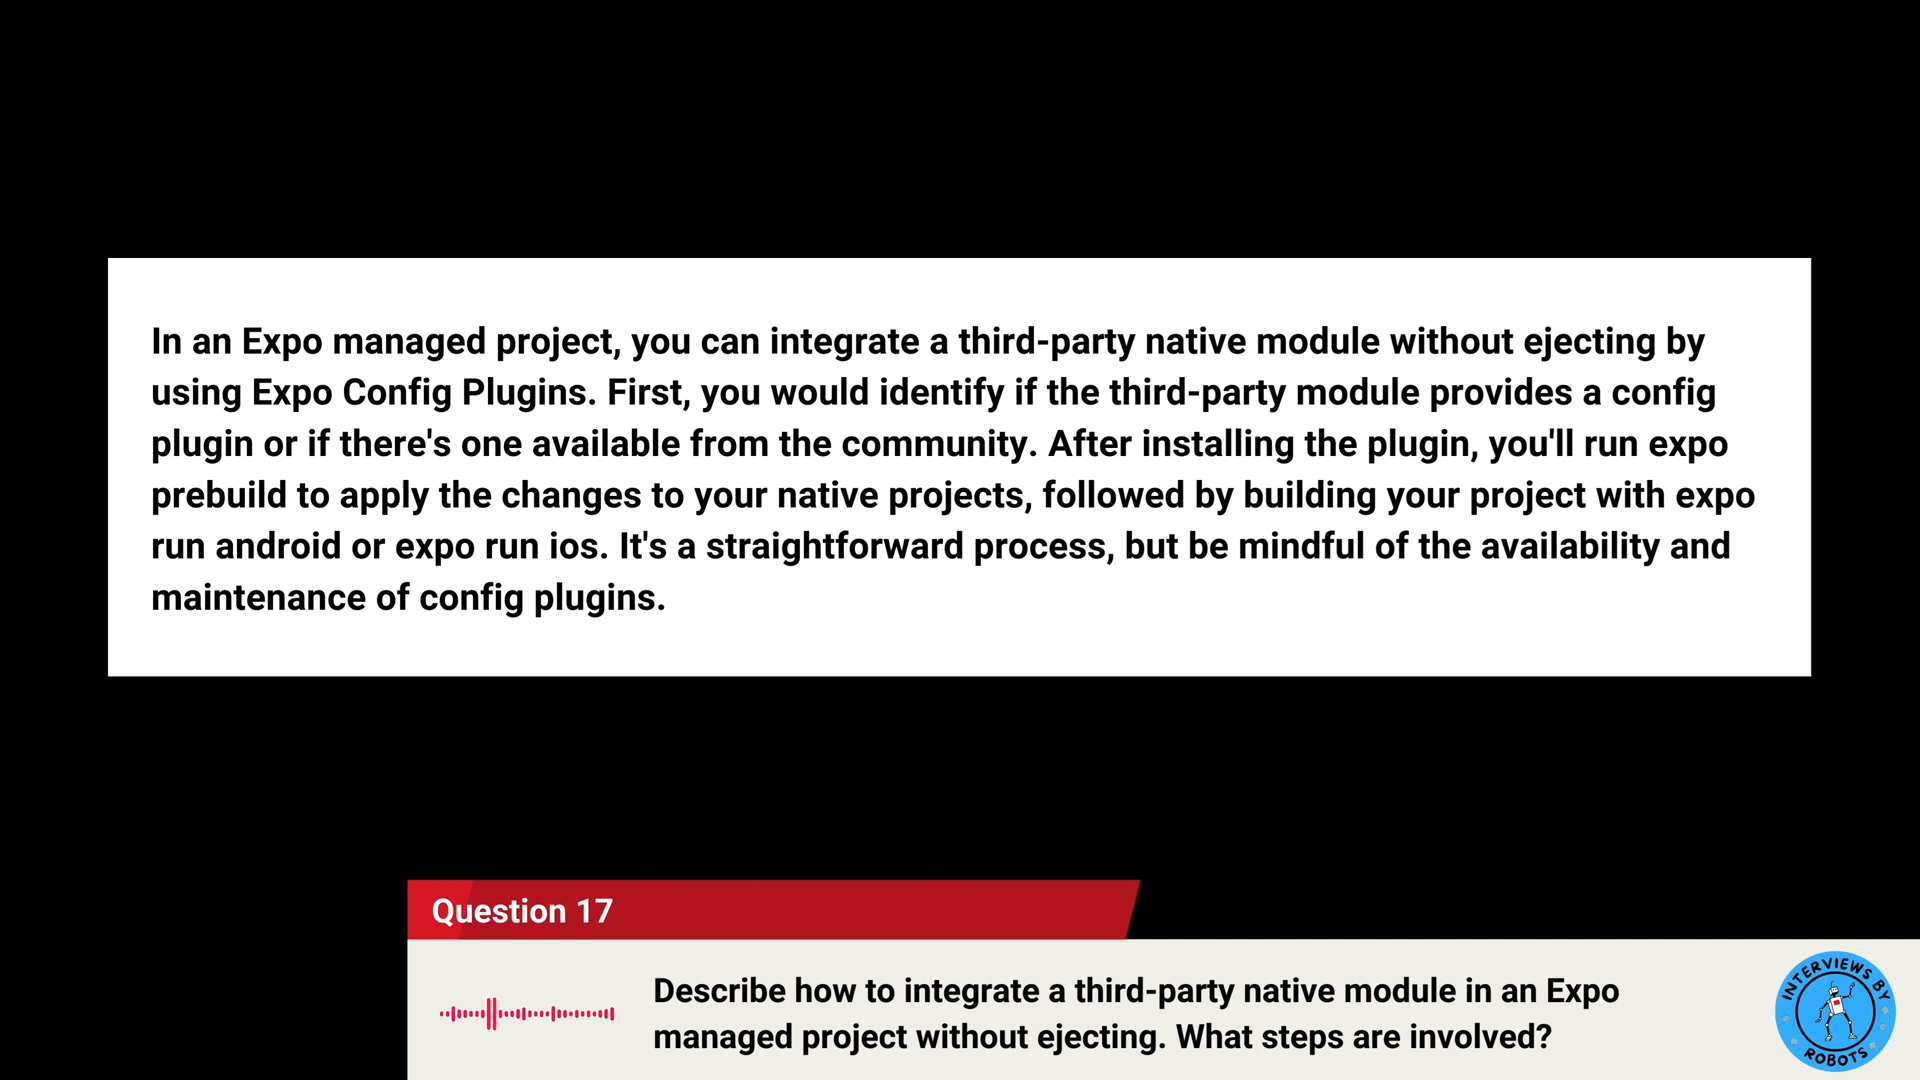 In an Expo managed project, you can integrate a third-party native module without ejecting by
using Expo Config Plugins. First, you would identify if the third-party module provides a config
plugin or if there's one available from the community. After installing the plugin, you'll run expo
prebuild to apply the changes to your native projects, followed by building your project with expo
run android or expo run ios. It's a straightforward process, but be mindful of the availability and
maintenance of config plugins.
Question 17
Describe how to integrate a third-party native module in an Expo
managed project without ejecting. What steps are involved?
INTERVIEWS BY
ROBOTS